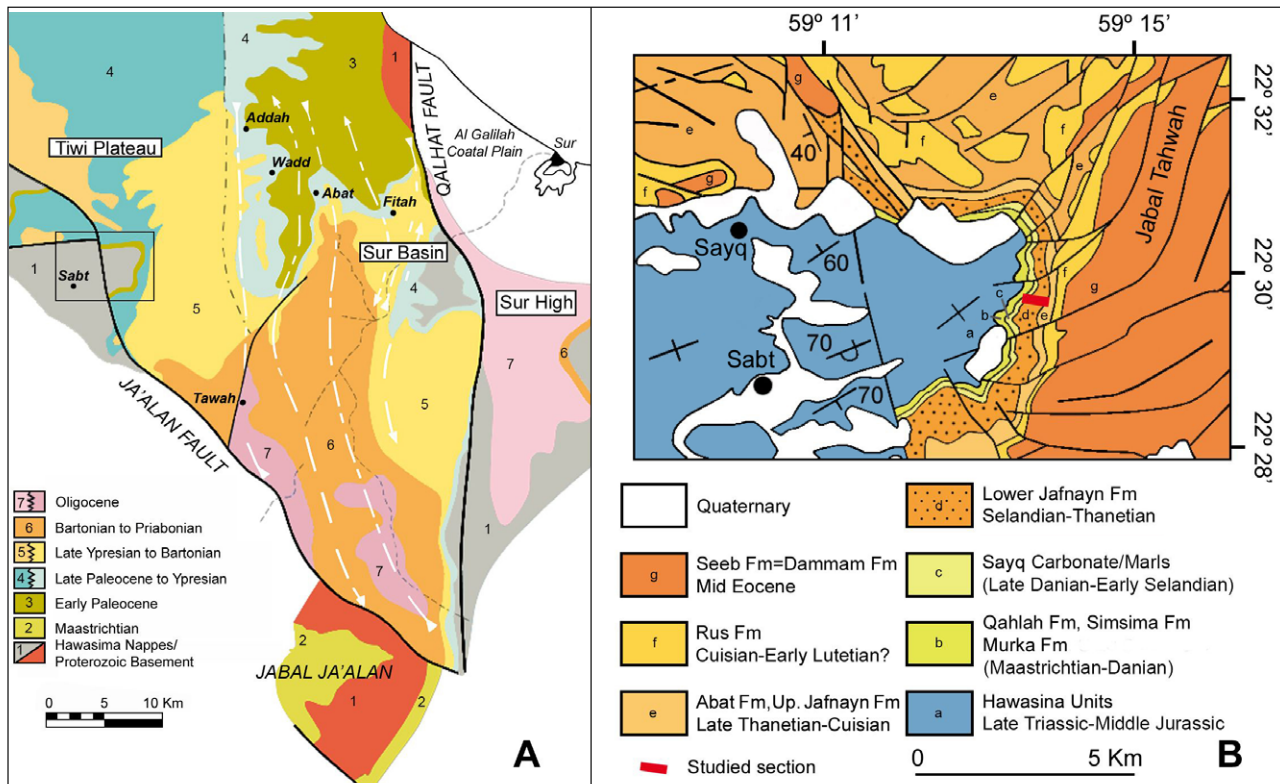 4
4
3
1
QALHAT FAULT
Addah
Al Galilah
Coatal Plain
Sur
Tiwi Plateau
Wadd
Abat
Fitah
Sur Basin
4
1
Sabt
5
Sur High
7
6
JA'ALAN FAULT
Tawah
5
6
7
7
1
7 Oligocene
6 Bartonian to Priabonian
5 Late Ypresian to Bartonian
4 Late Paleocene to Ypresian
3 Early Paleocene
2 Maastrichtian
1 Hawasima Nappes/
Proterozoic Basement
0 5 10 Km
2
JABAL JA'ALAN
1
2
A
59º 11’ 59º 15’
22º 32’
22º 30’
22º 28’
g
e
e
f
f
e
40
g
f
Jabal Tahwah
Sayq
60
f
g
c
b
d
e
a
70
Sabt
70
Quaternary
g Seeb Fm=Dammam Fm
Mid Eocene
f Rus Fm
Cuisian-Early Lutetian?
e Abat Fm,Up. Jafnayn Fm
Late Thanetian-Cuisian
Studied section
d Lower Jafnayn Fm
Selandian-Thanetian
c Sayq Carbonate/Marls
(Late Danian-Early Selandian)
b Qahlah Fm, Simsima Fm
Murka Fm
(Maastrichtian-Danian)
a Hawasina Units
Late Triassic-Middle Jurassic
0 5 Km
B